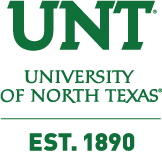 UNT®
UNIVERSITY
OF NORTH TEXAS®
EST. 1890